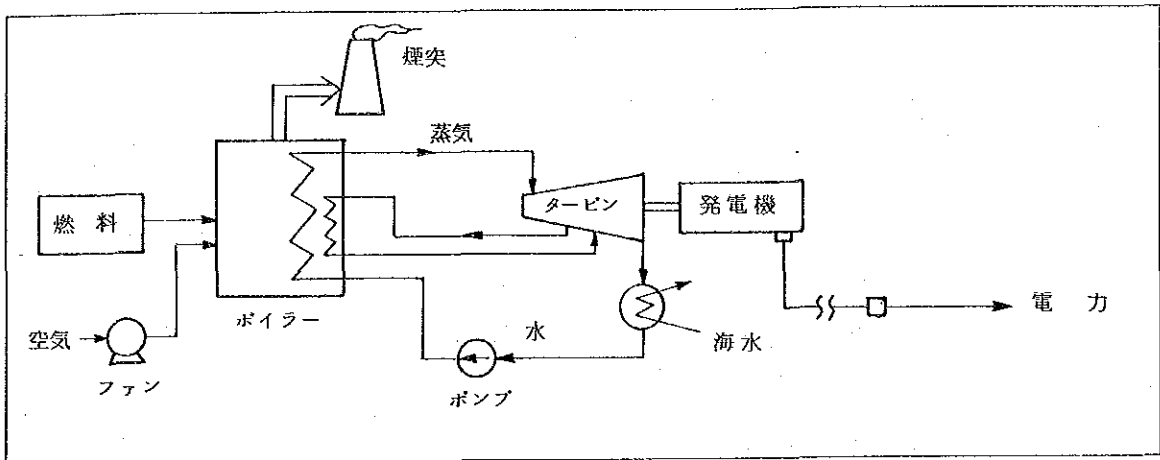 煙突
蒸気
タービン
発電機
燃料
ボイラー
電力
空気
水
海水
ファン
ポンプ